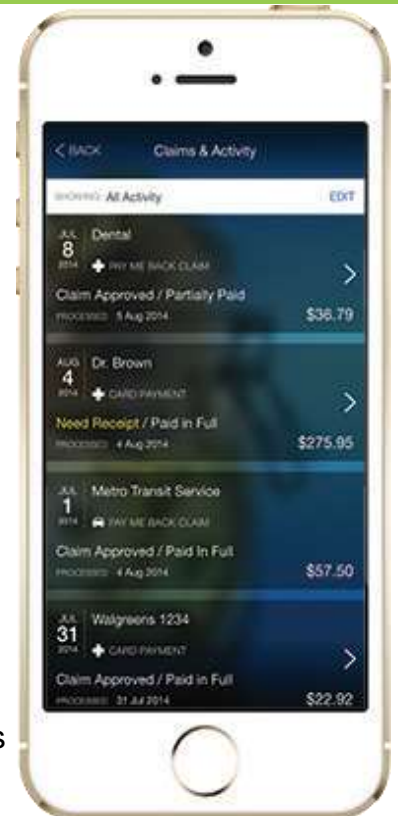 < BACK Claims & Activity
SHOWING: All Activity EDIT
JUL
8
2014
Dental
PAY ME BACK CLAIM
Claim Approved / Partially Paid
PROCESSED: 5 Aug 2014 $36.79
AUG
4
2014
Dr. Brown
CARD PAYMENT
Need Receipt / Paid in Full
PROCESSED: 4 Aug 2014 $275.95
JUL
1
2014
Metro Transit Service
PAY ME BACK CLAIM
Claim Approved / Paid In Full
PROCESSED: 4 Aug 2014 $57.50
JUL
31
2014
Walgreens 1234
CARD PAYMENT
Claim Approved / Paid in Full
PROCESSED: 31 Jul 2014 $22.92
s